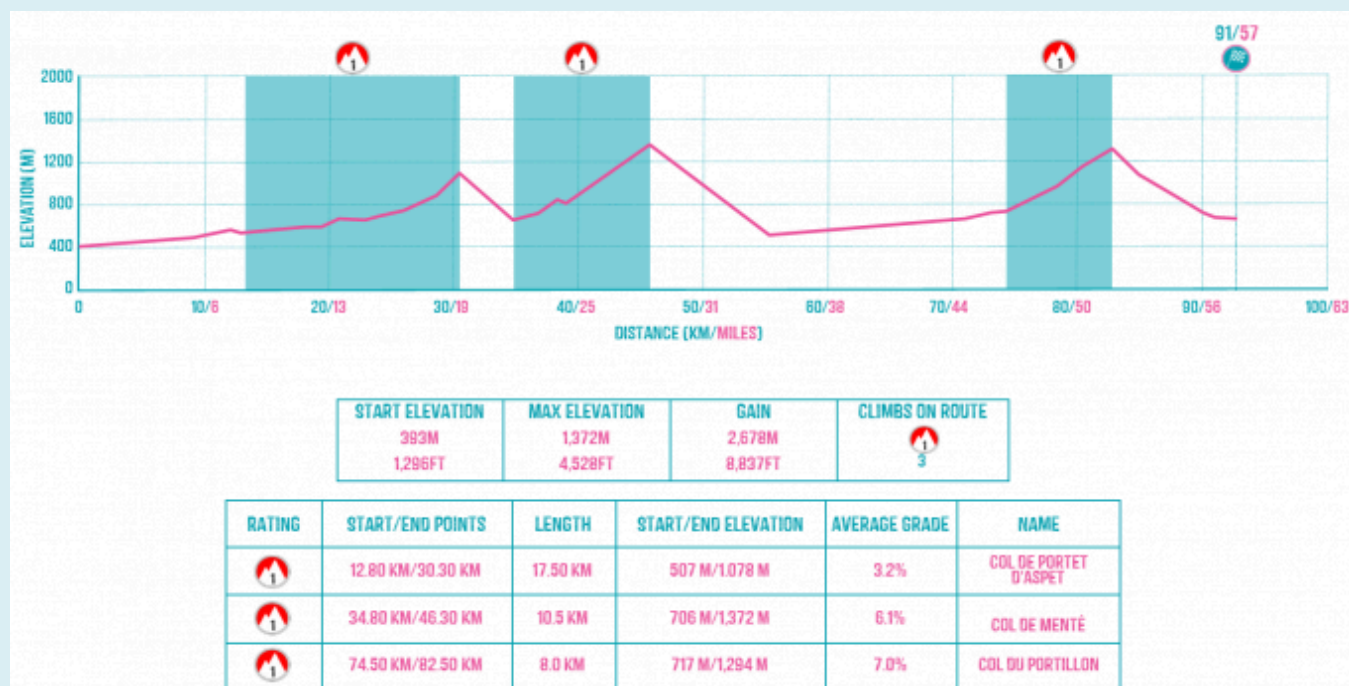 91/57
1
1
1
2000
1600
1200
800
400
0
ELEVATION (M)
0
10/6
20/13
30/19
40/25
50/31
60/38
70/44
80/50
90/56
100/63
DISTANCE (KM/MILES)
START ELEVATION
MAX ELEVATION
GAIN
CLIMBS ON ROUTE
393M
1,372M
2,678M
1
1,296FT
4,528FT
8,837FT
3
RATING
START/END POINTS
LENGTH
START/END ELEVATION
AVERAGE GRADE
NAME
1
12.80 KM/30.30 KM
17.50 KM
507 M/1.078 M
3.2%
COL DE PORTET
D'ASPET
1
34.80 KM/46.30 KM
10.5 KM
706 M/1,372 M
6.1%
COL DE MENTÉ
1
74.50 KM/82.50 KM
8.0 KM
717 M/1,294 M
7.0%
COL DU PORTILLON